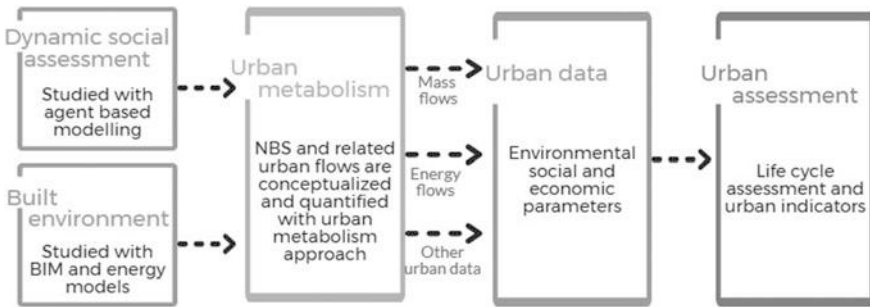 Dynamic social
assessment
Studied with
agent based
modelling
Built
environment
Studied with
BIM and energy
models
Urban
metabolism
NBS and related
urban flows are
conceptualized
and quantified
with urban
metabolism
approach
Mass
flows
Energy
flows
Other
urban data
Urban data
Environmental
social and
economic
parameters
Urban
assessment
Life cycle
assessment and
urban indicators